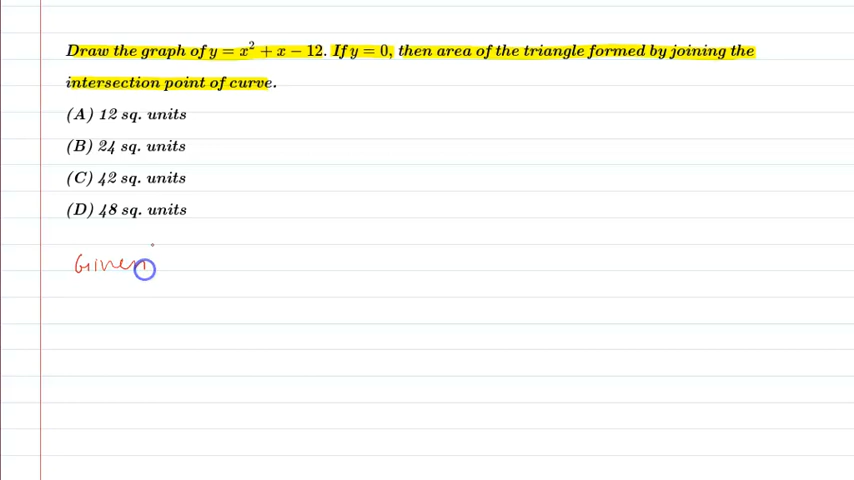 Draw the graph of y = x² + x − 12. If y = 0, then area of the triangle formed by joining the
intersection point of curve.
(A) 12 sq. units
(B) 24 sq. units
(C) 42 sq. units
(D) 48 sq. units
Given